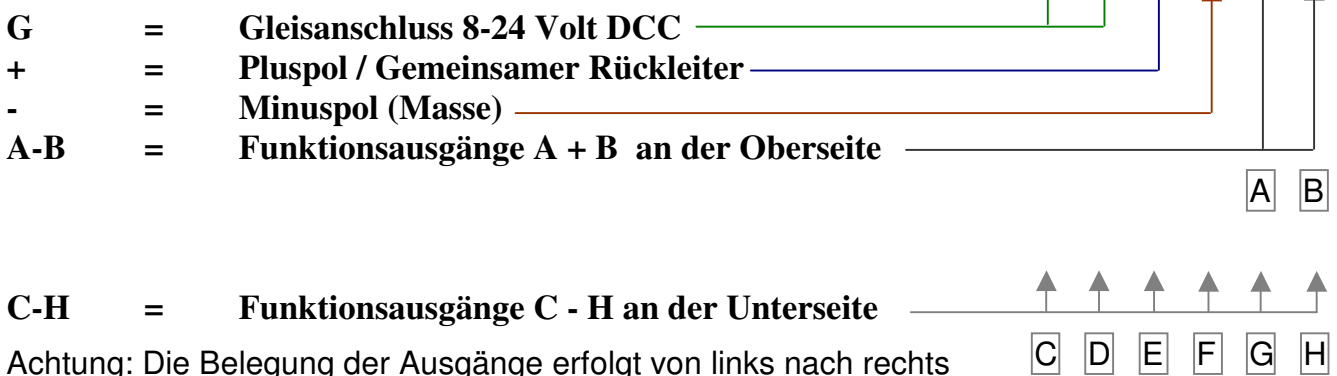 G = Gleisanschluss 8-24 Volt DCC
+ = Pluspol / Gemeinsamer Rückleiter
- = Minuspol (Masse)
A-B = Funktionsausgänge A + B an der Oberseite
A B
C-H = Funktionsausgänge C - H an der Unterseite
C D E F G H
Achtung: Die Belegung der Ausgänge erfolgt von links nach rechts